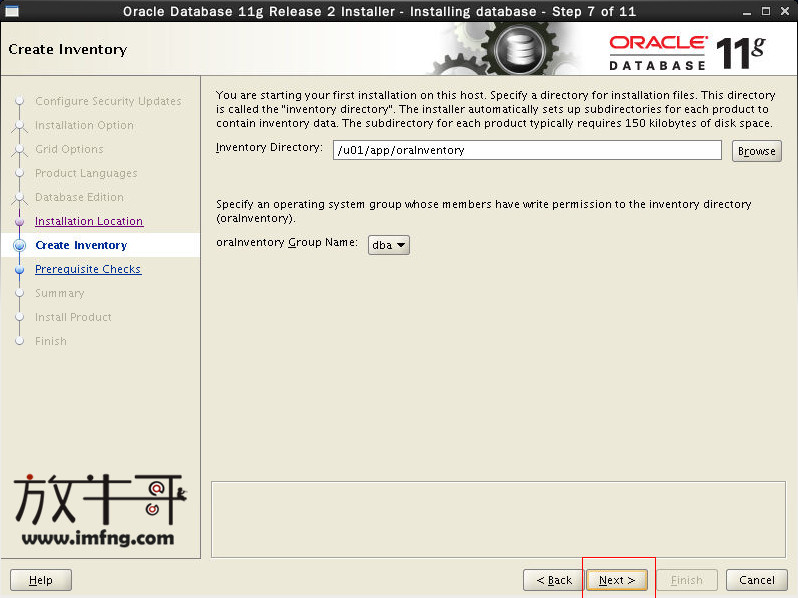 Oracle Database 11g Release 2 Installer - Installing database - Step 7 of 11
Create Inventory
ORACLE
DATABASE
11g
Configure Security Updates
Installation Option
Grid Options
Product Languages
Database Edition
Installation Location
Create Inventory
Prerequisite Checks
Summary
Install Product
Finish
You are starting your first installation on this host. Specify a directory for installation files. This directory
is called the "inventory directory". The installer automatically sets up subdirectories for each product to
contain inventory data. The subdirectory for each product typically requires 150 kilobytes of disk space.
Inventory Directory: /u01/app/oraInventory Browse
Specify an operating system group whose members have write permission to the inventory directory
(oraInventory).
oraInventory Group Name: dba
放牛哥
www.imfng.com
Help < Back Next > Finish Cancel